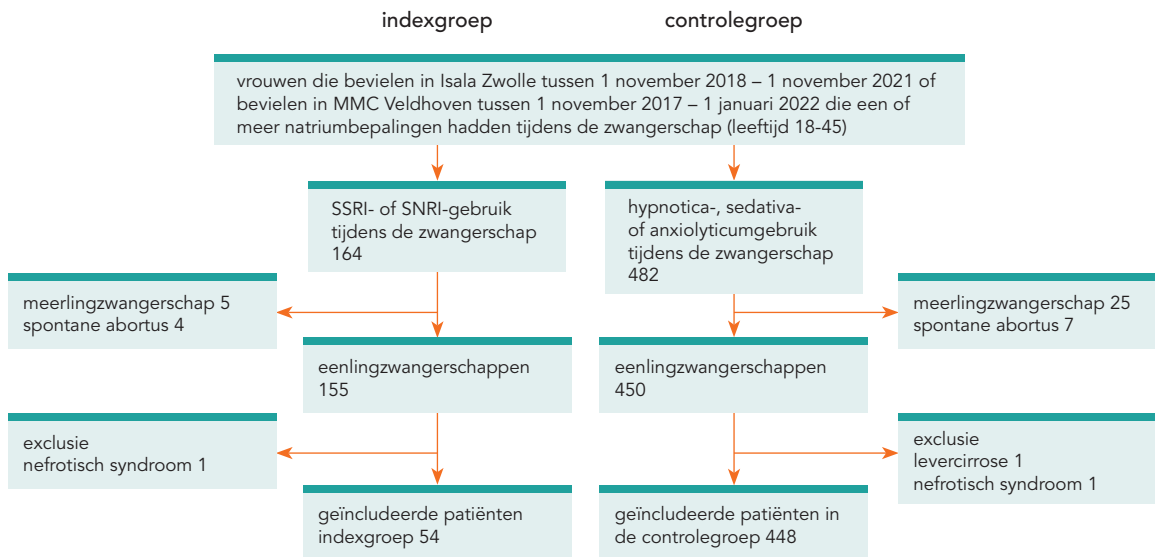 indexgroep
controlegroep
vrouwen die bevielen in Isala Zwolle tussen 1 november 2018 – 1 november 2021 of
bevielen in MMC Veldhoven tussen 1 november 2017 – 1 januari 2022 die een of
meer natriumbepalingen hadden tijdens de zwangerschap (leeftijd 18-45)
SSRI- of SNRI-gebruik
tijdens de zwangerschap
164
hypnotica-, sedativa-
of anxiolyticumgebruik
tijdens de zwangerschap
482
meerlingzwangerschap 5
spontane abortus 4
meerlingzwangerschap 25
spontane abortus 7
eenlingzwangerschappen
155
eenlingzwangerschappen
450
exclusie
nefrotisch syndroom 1
exclusie
levercirrose 1
nefrotisch syndroom 1
geïncludeerde patiënten
indexgroep 54
geïncludeerde patiënten in
de controlegroep 448